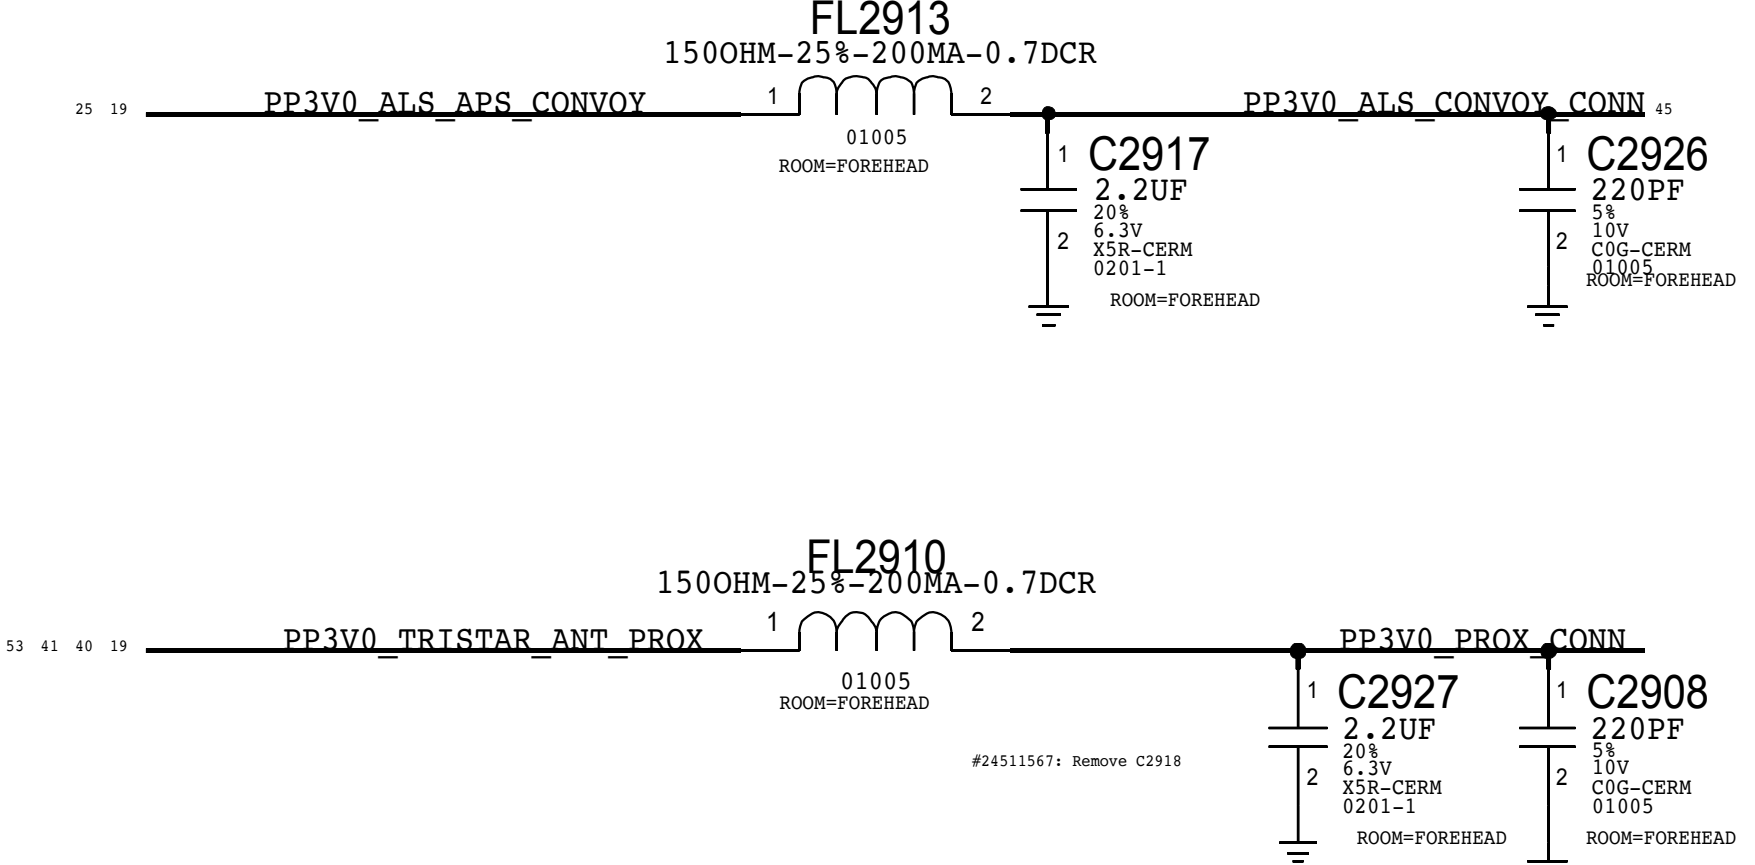 FL2913
150OHM-25%-200MA-0.7DCR
25 19 PP3V0_ALS_APS_CONVOY 1 2 PP3V0_ALS_CONVOY_CONN 45
01005
ROOM=FOREHEAD
1 C2917
2.2UF
20%
6.3V
2 X5R-CERM
0201-1
ROOM=FOREHEAD
1 C2926
220PF
5%
10V
2 C0G-CERM
01005
ROOM=FOREHEAD
FL2910
150OHM-25%-200MA-0.7DCR
53 41 40 19 PP3V0_TRISTAR_ANT_PROX 1 2 PP3V0_PROX_CONN
01005
ROOM=FOREHEAD
#24511567: Remove C2918
1 C2927
2.2UF
20%
6.3V
2 X5R-CERM
0201-1
ROOM=FOREHEAD
1 C2908
220PF
5%
10V
2 C0G-CERM
01005
ROOM=FOREHEAD